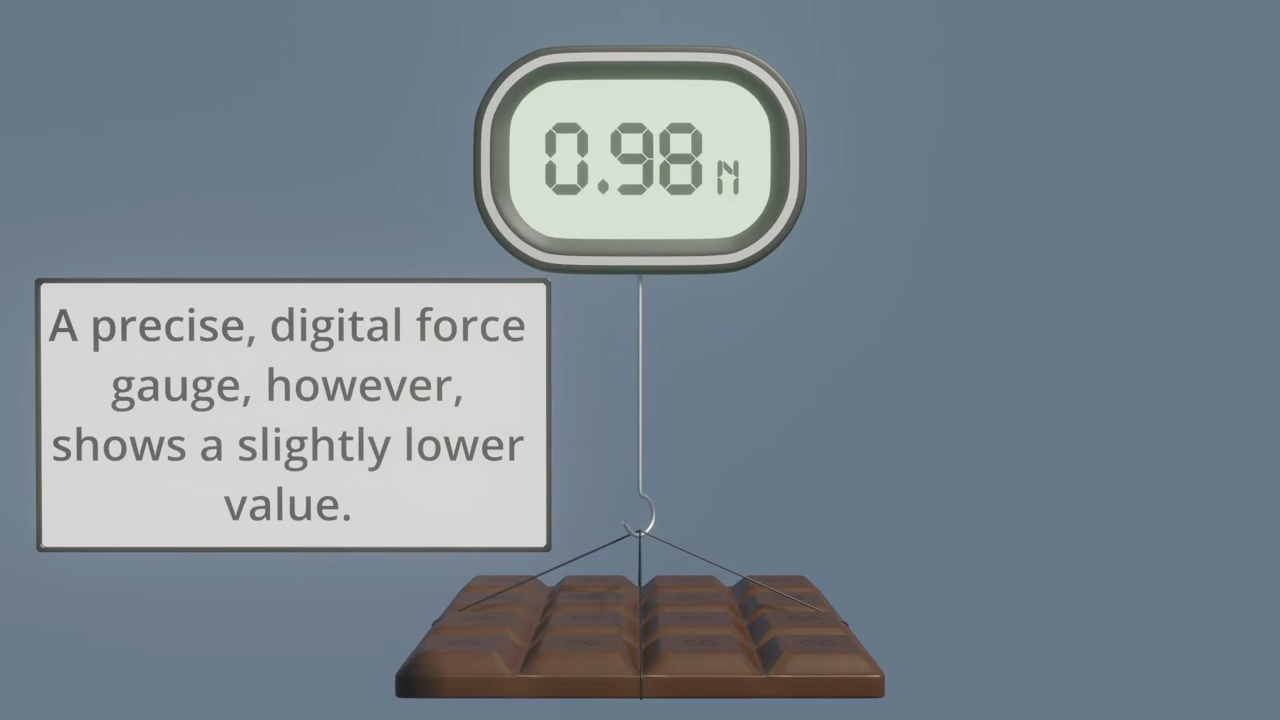 0.98 N
A precise, digital force
gauge, however,
shows a slightly lower
value.